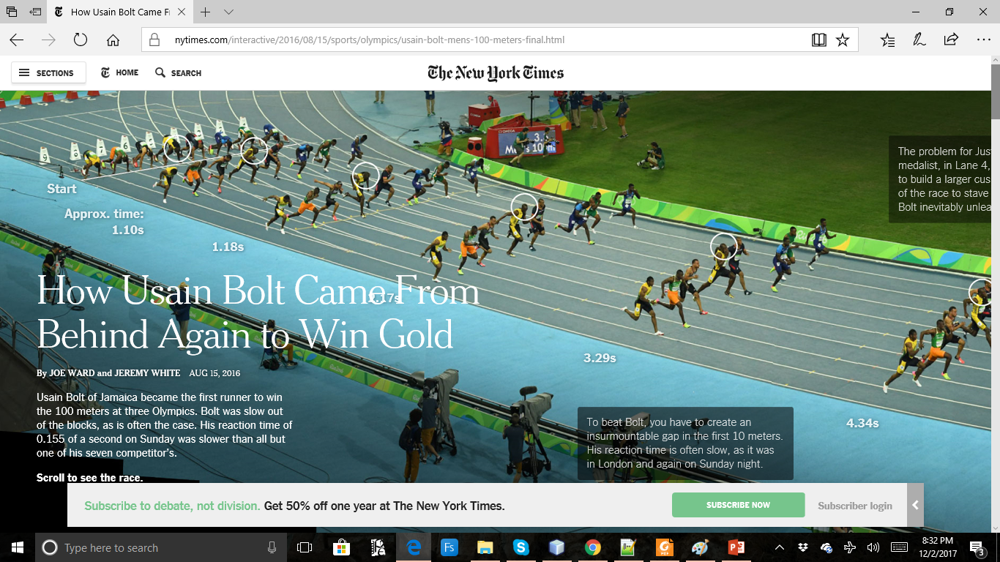 How Usain Bolt Came Fr
nytimes.com/interactive/2016/08/15/sports/olympics/usain-bolt-mens-100-meters-final.html
SECTIONS
HOME
SEARCH
The New York Times
9
8
7
6
OMEGA
Start
Approx. time:
1.10s
1.18s
2.17s
3.29s
4.34s
The problem for Jus
medalist, in Lane 4,
to build a larger cus
of the race to stave
Bolt inevitably unlea
How Usain Bolt Came From
Behind Again to Win Gold
By JOE WARD and JEREMY WHITE AUG 15, 2016
Usain Bolt of Jamaica became the first runner to win
the 100 meters at three Olympics. Bolt was slow out
of the blocks, as is often the case. His reaction time of
0.155 of a second on Sunday was slower than all but
one of his seven competitor’s.
Scroll to see the race.
To beat Bolt, you have to create an
insurmountable gap in the first 10 meters.
His reaction time is often slow, as it was
in London and again on Sunday night.
Subscribe to debate, not division. Get 50% off one year at The New York Times.
SUBSCRIBE NOW
Subscriber login
Type here to search
Fs
8:32 PM
12/2/2017
3